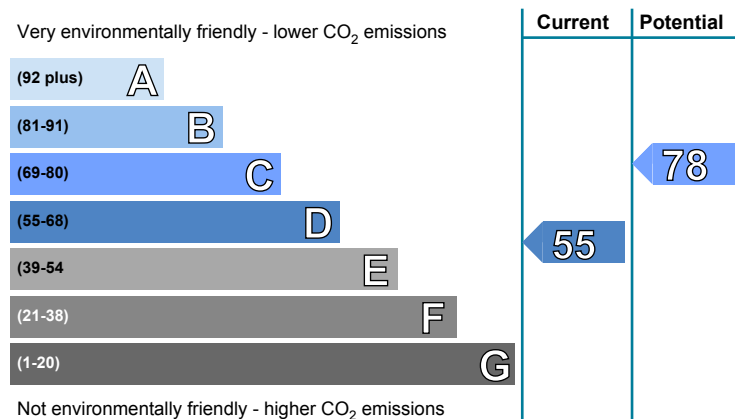 Very environmentally friendly - lower CO₂ emissions
Current
Potential
(92 plus) A
(81-91) B
(69-80) C
78
(55-68) D
55
(39-54 E
(21-38) F
(1-20) G
Not environmentally friendly - higher CO₂ emissions